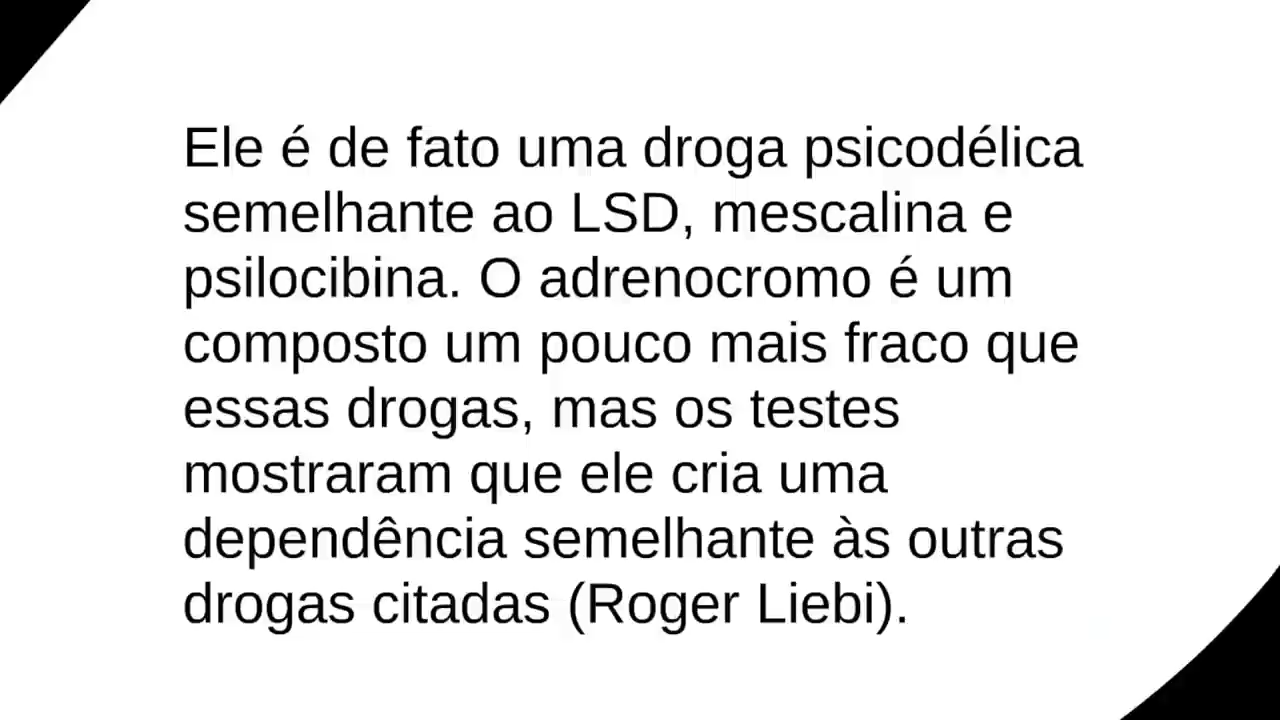 Ele é de fato uma droga psicodélica
semelhante ao LSD, mescalina e
psilocibina. O adrenocromo é um
composto um pouco mais fraco que
essas drogas, mas os testes
mostraram que ele cria uma
dependência semelhante às outras
drogas citadas (Roger Liebi).